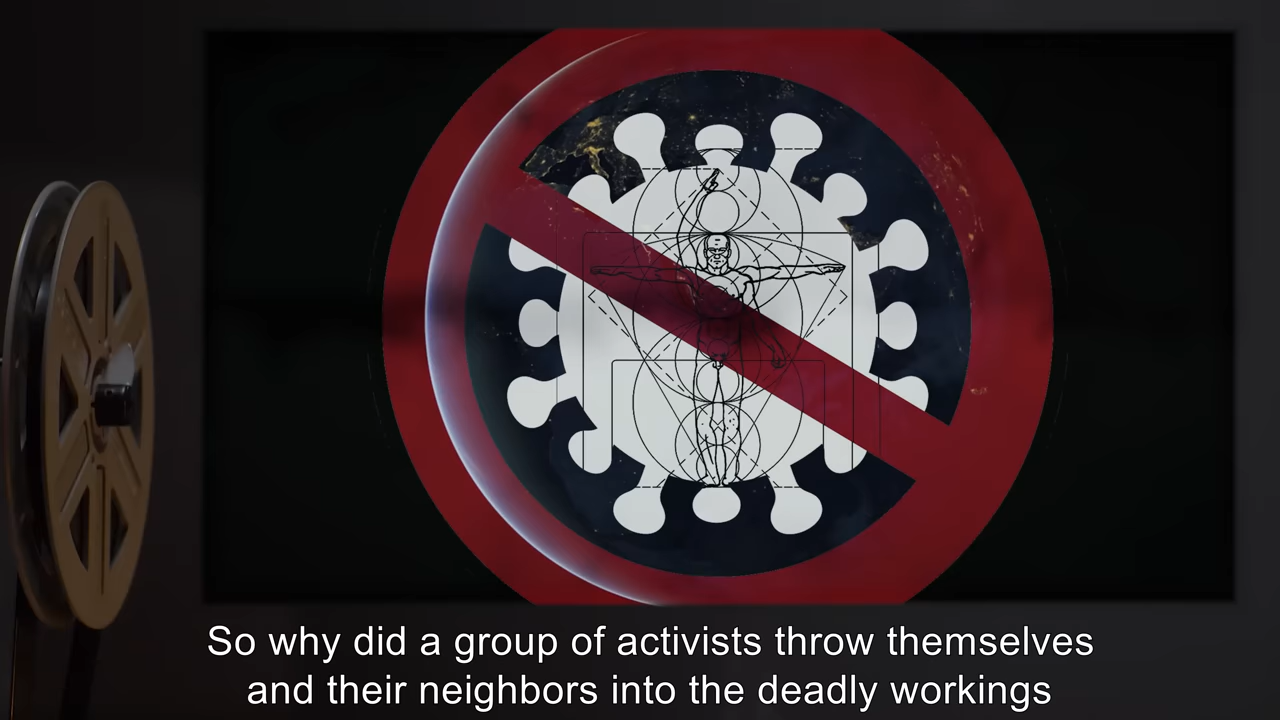 So why did a group of activists throw themselves
and their neighbors into the deadly workings